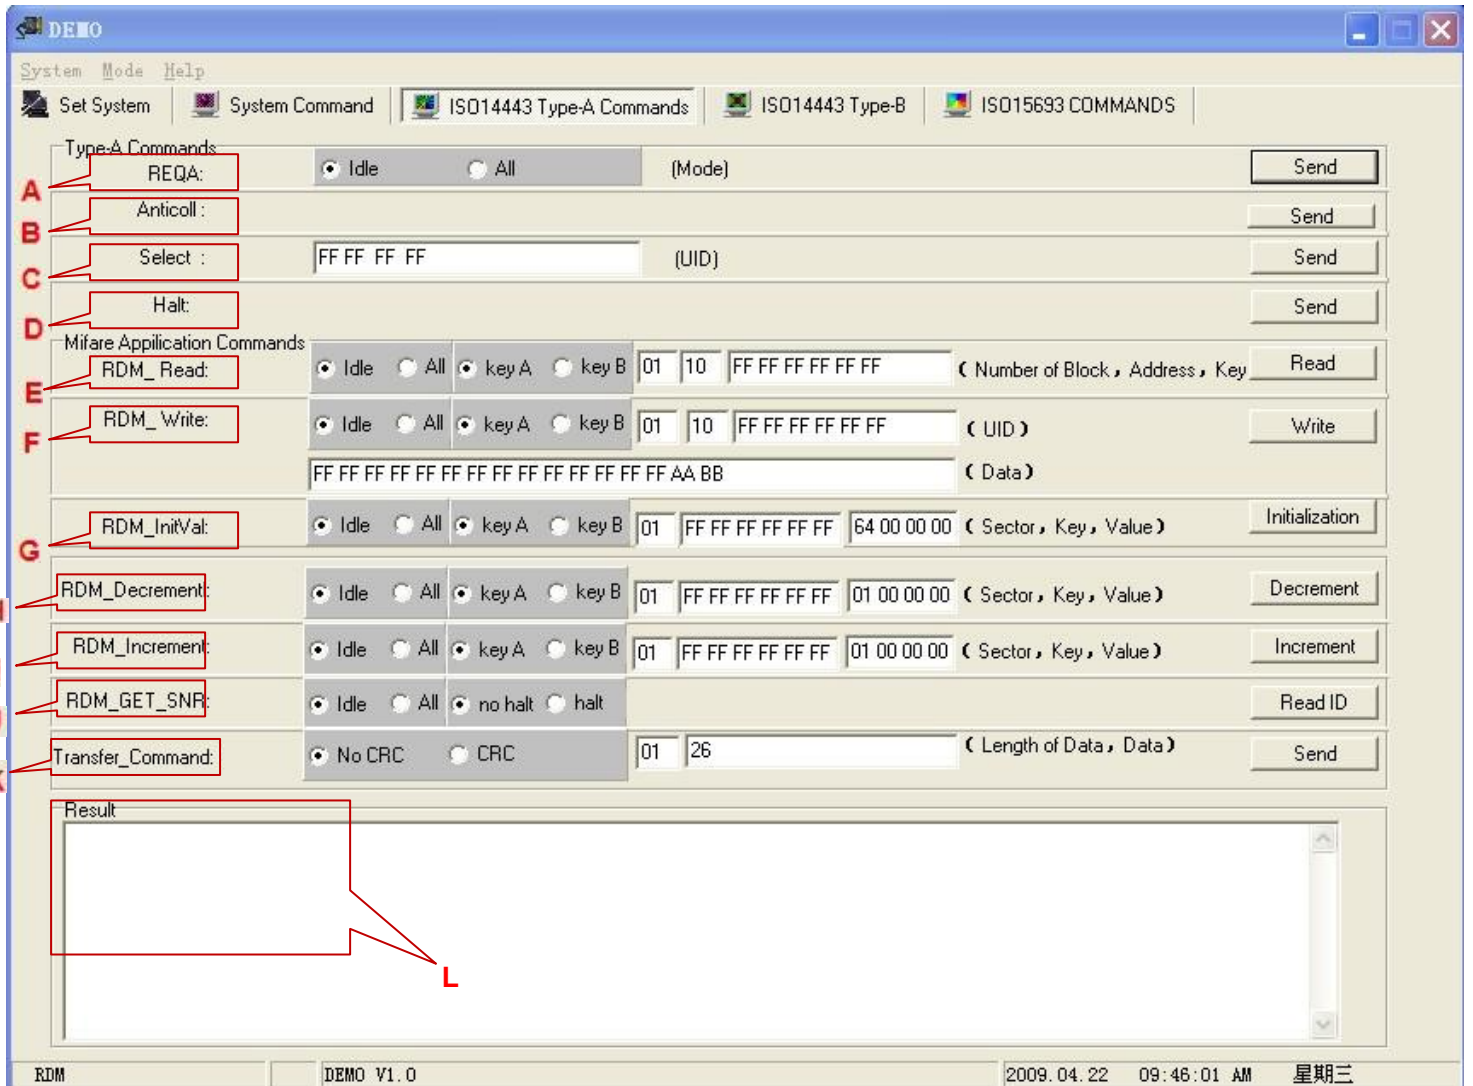 DEMO
System Mode Help
Set System System Command ISO14443 Type-A Commands ISO14443 Type-B ISO15693 COMMANDS
Type-A Commands
A REQA: Idle All (Mode) Send
B Anticoll : Send
C Select : FF FF FF FF (UID) Send
D Halt: Send
Mifare Appilication Commands
E RDM_ Read: Idle All key A key B 01 10 FF FF FF FF FF FF ( Number of Block , Address , Key Read
F RDM_ Write: Idle All key A key B 01 10 FF FF FF FF FF FF ( UID ) Write
FF FF FF FF FF FF FF FF FF FF FF FF FF FF AA BB ( Data )
G RDM_InitVal: Idle All key A key B 01 FF FF FF FF FF FF 64 00 00 00 ( Sector , Key , Value ) Initialization
RDM_Decrement: Idle All key A key B 01 FF FF FF FF FF FF 01 00 00 00 ( Sector , Key , Value ) Decrement
RDM_Increment: Idle All key A key B 01 FF FF FF FF FF FF 01 00 00 00 ( Sector , Key , Value ) Increment
RDM_GET_SNR: Idle All no halt halt Read ID
Transfer_Command: No CRC CRC 01 26 ( Length of Data , Data ) Send
Result
L
RDM DEMO V1.0 2009.04.22 09:46:01 AM 星期三